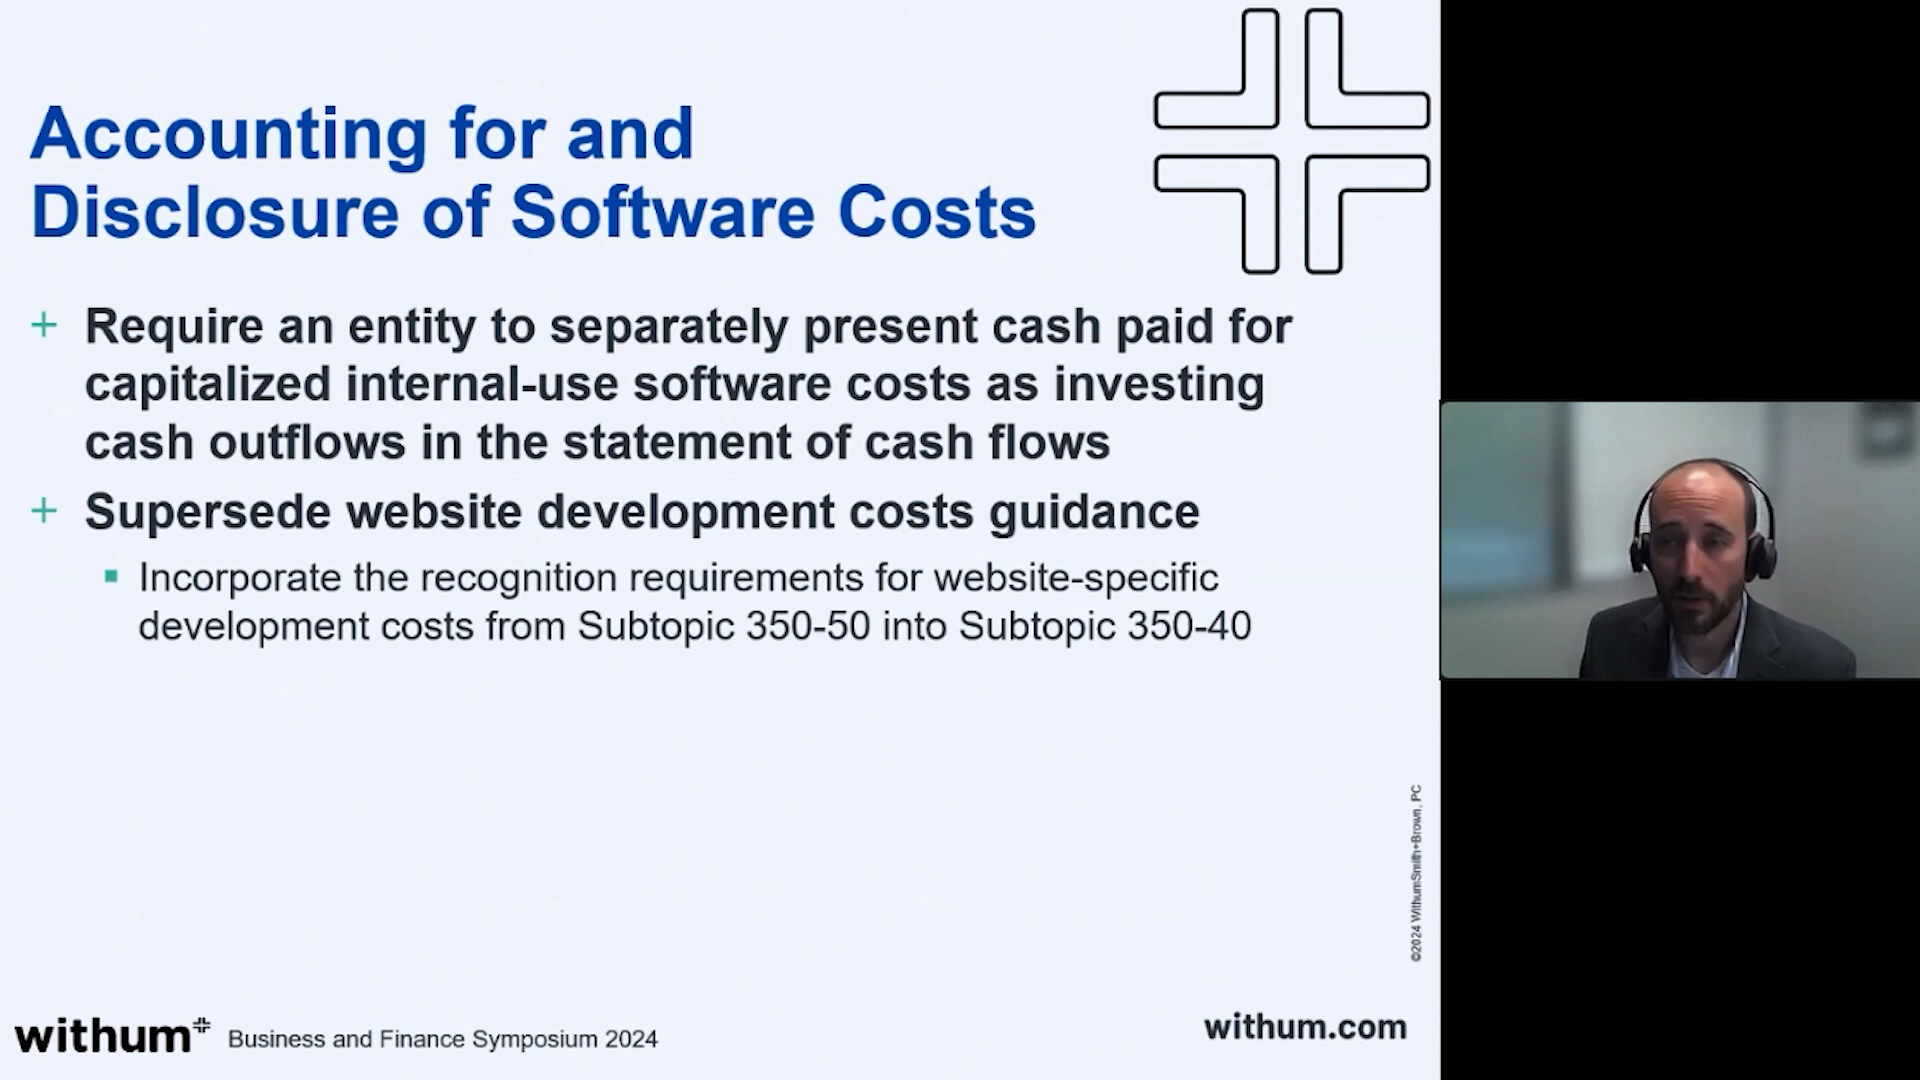 Accounting for and
Disclosure of Software Costs
+ Require an entity to separately present cash paid for
capitalized internal-use software costs as investing
cash outflows in the statement of cash flows
+ Supersede website development costs guidance
▪ Incorporate the recognition requirements for website-specific
development costs from Subtopic 350-50 into Subtopic 350-40
©2024 WithumSmith+Brown, PC
withum+ Business and Finance Symposium 2024
withum.com